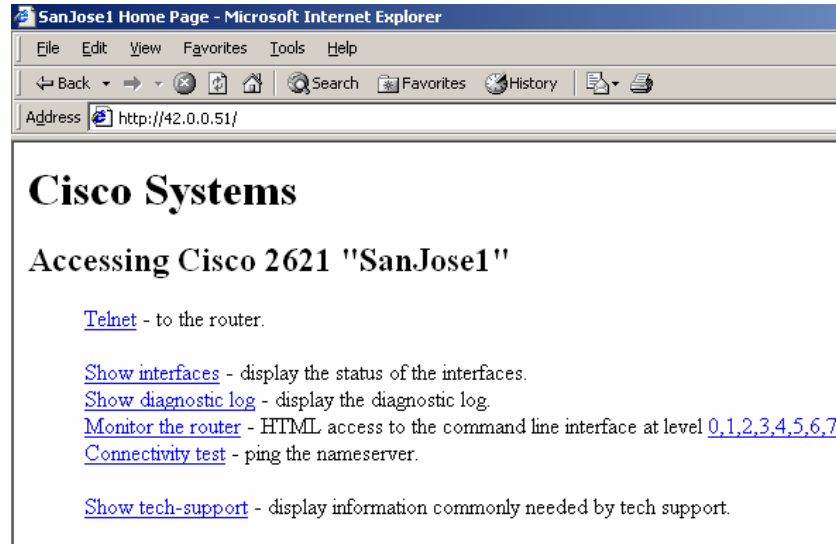 SanJose1 Home Page - Microsoft Internet Explorer
File Edit View Favorites Tools Help
Back Search Favorites History
Address http://42.0.0.51/
Cisco Systems
Accessing Cisco 2621 "SanJose1"
Telnet - to the router.
Show interfaces - display the status of the interfaces.
Show diagnostic log - display the diagnostic log.
Monitor the router - HTML access to the command line interface at level 0,1,2,3,4,5,6,7
Connectivity test - ping the nameserver.
Show tech-support - display information commonly needed by tech support.